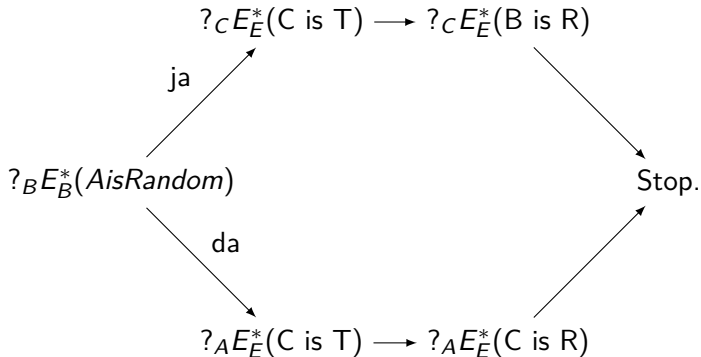 ?_C E_E^*(C is T) → ?_C E_E^*(B is R)
ja
?_B E_B^*(AisRandom)
Stop.
da
?_A E_E^*(C is T) → ?_A E_E^*(C is R)